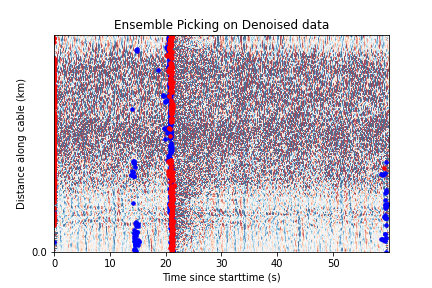 Ensemble Picking on Denoised data
Distance along cable (km)
0.0
0 10 20 30 40 50
Time since starttime (s)